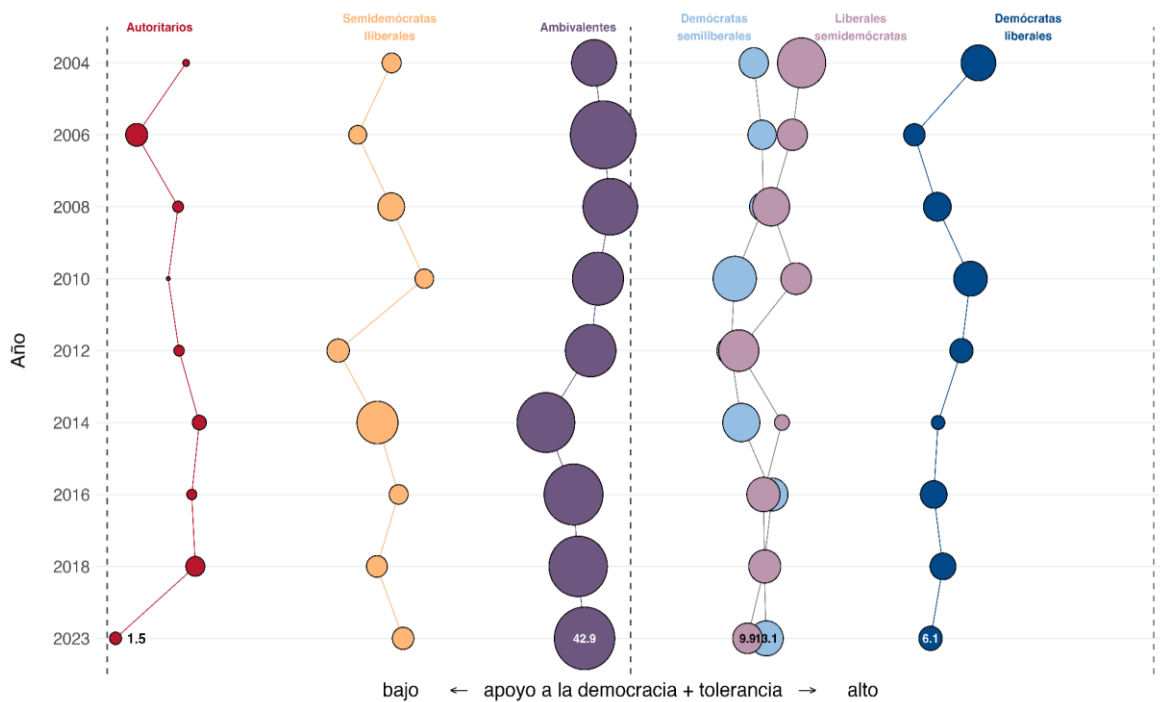 Autoritarios
Semidemócratas
Iliberales
Ambivalentes
Demócratas
semiliberales
Liberales
semidemócratas
Demócratas
liberales
2004
2006
2008
2010
2012
2014
2016
2018
2023
Año
1.5
42.9
9.9
13.1
6.1
bajo ← apoyo a la democracia + tolerancia → alto